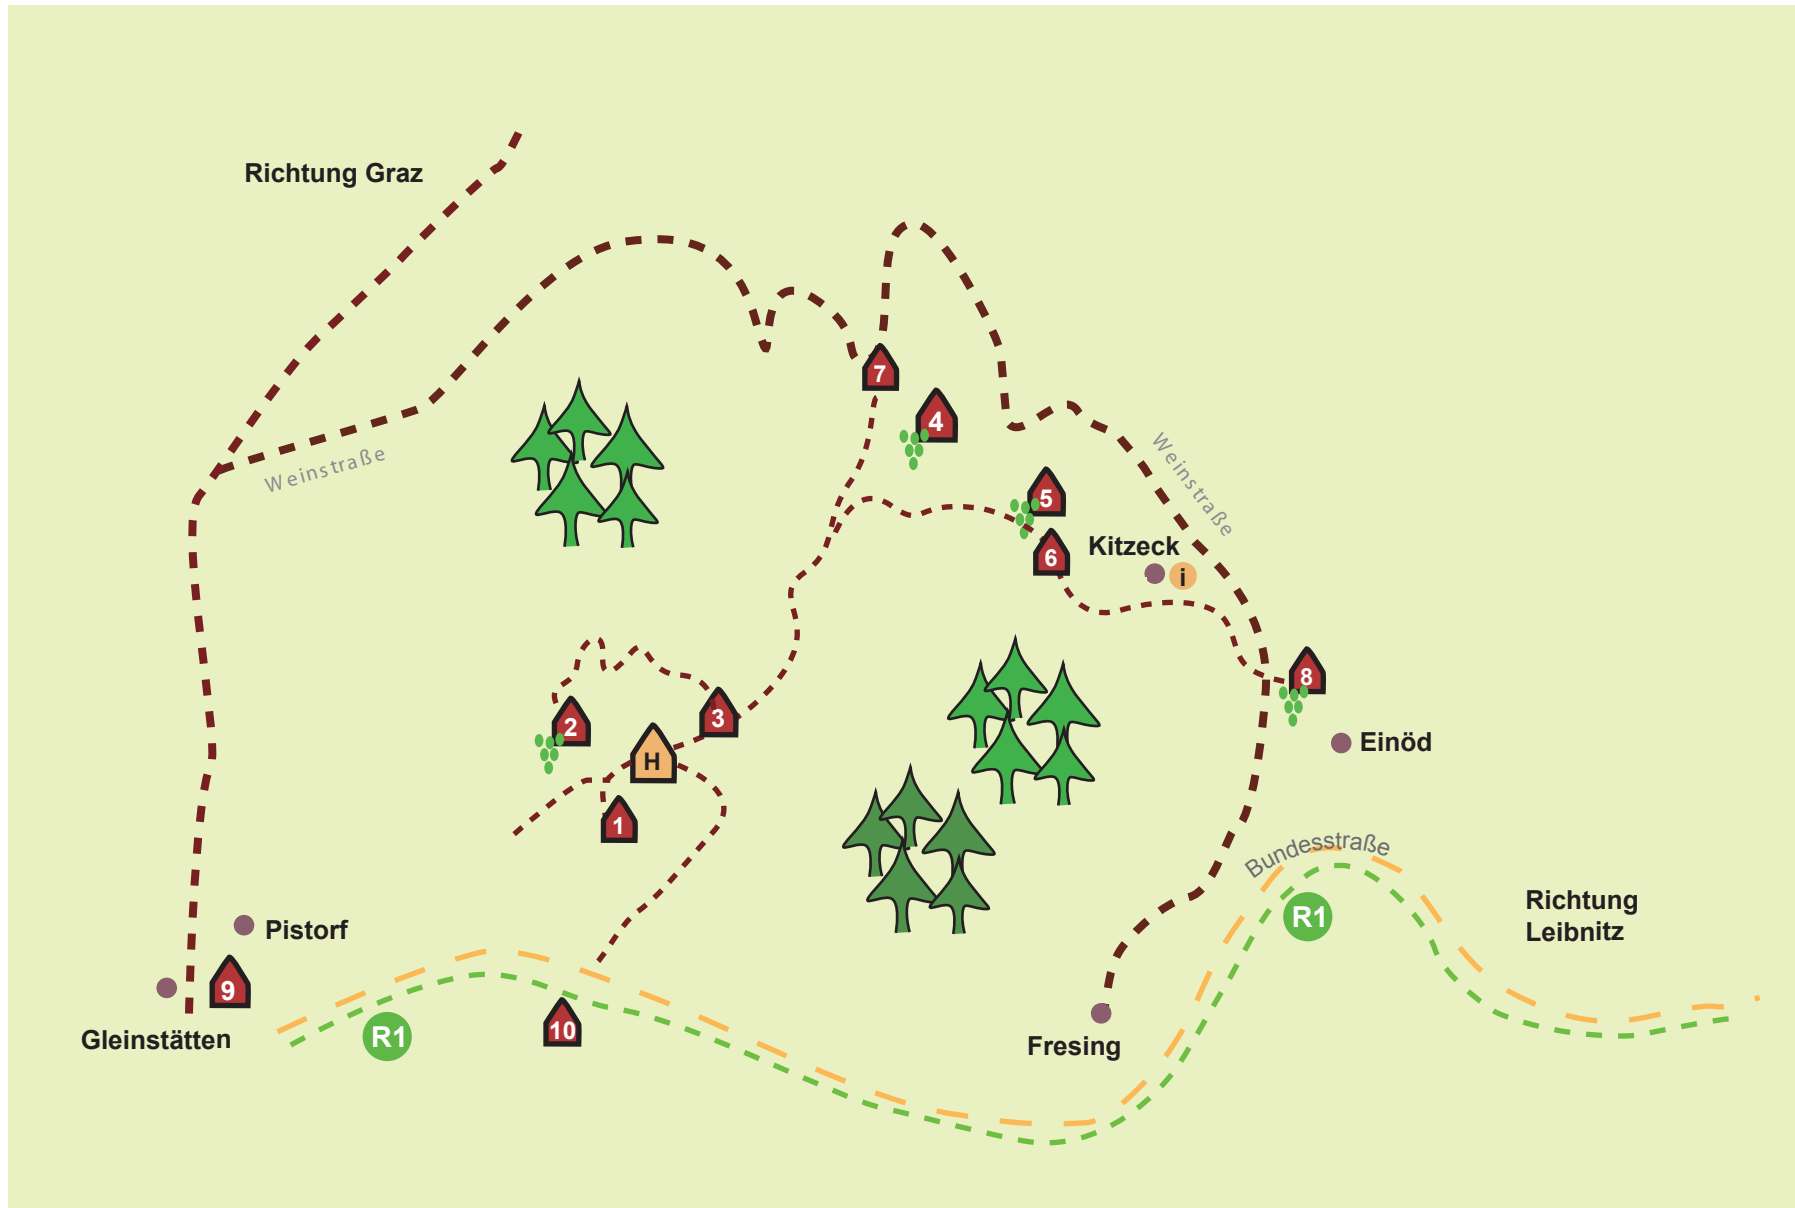 Richtung Graz
Weinstraße
7
4
Weinstraße
5
6
Kitzeck
i
8
2
3
H
Einöd
1
Bundesstraße
R1
Richtung
Leibnitz
Pistorf
9
Gleinstätten
R1
10
Fresing